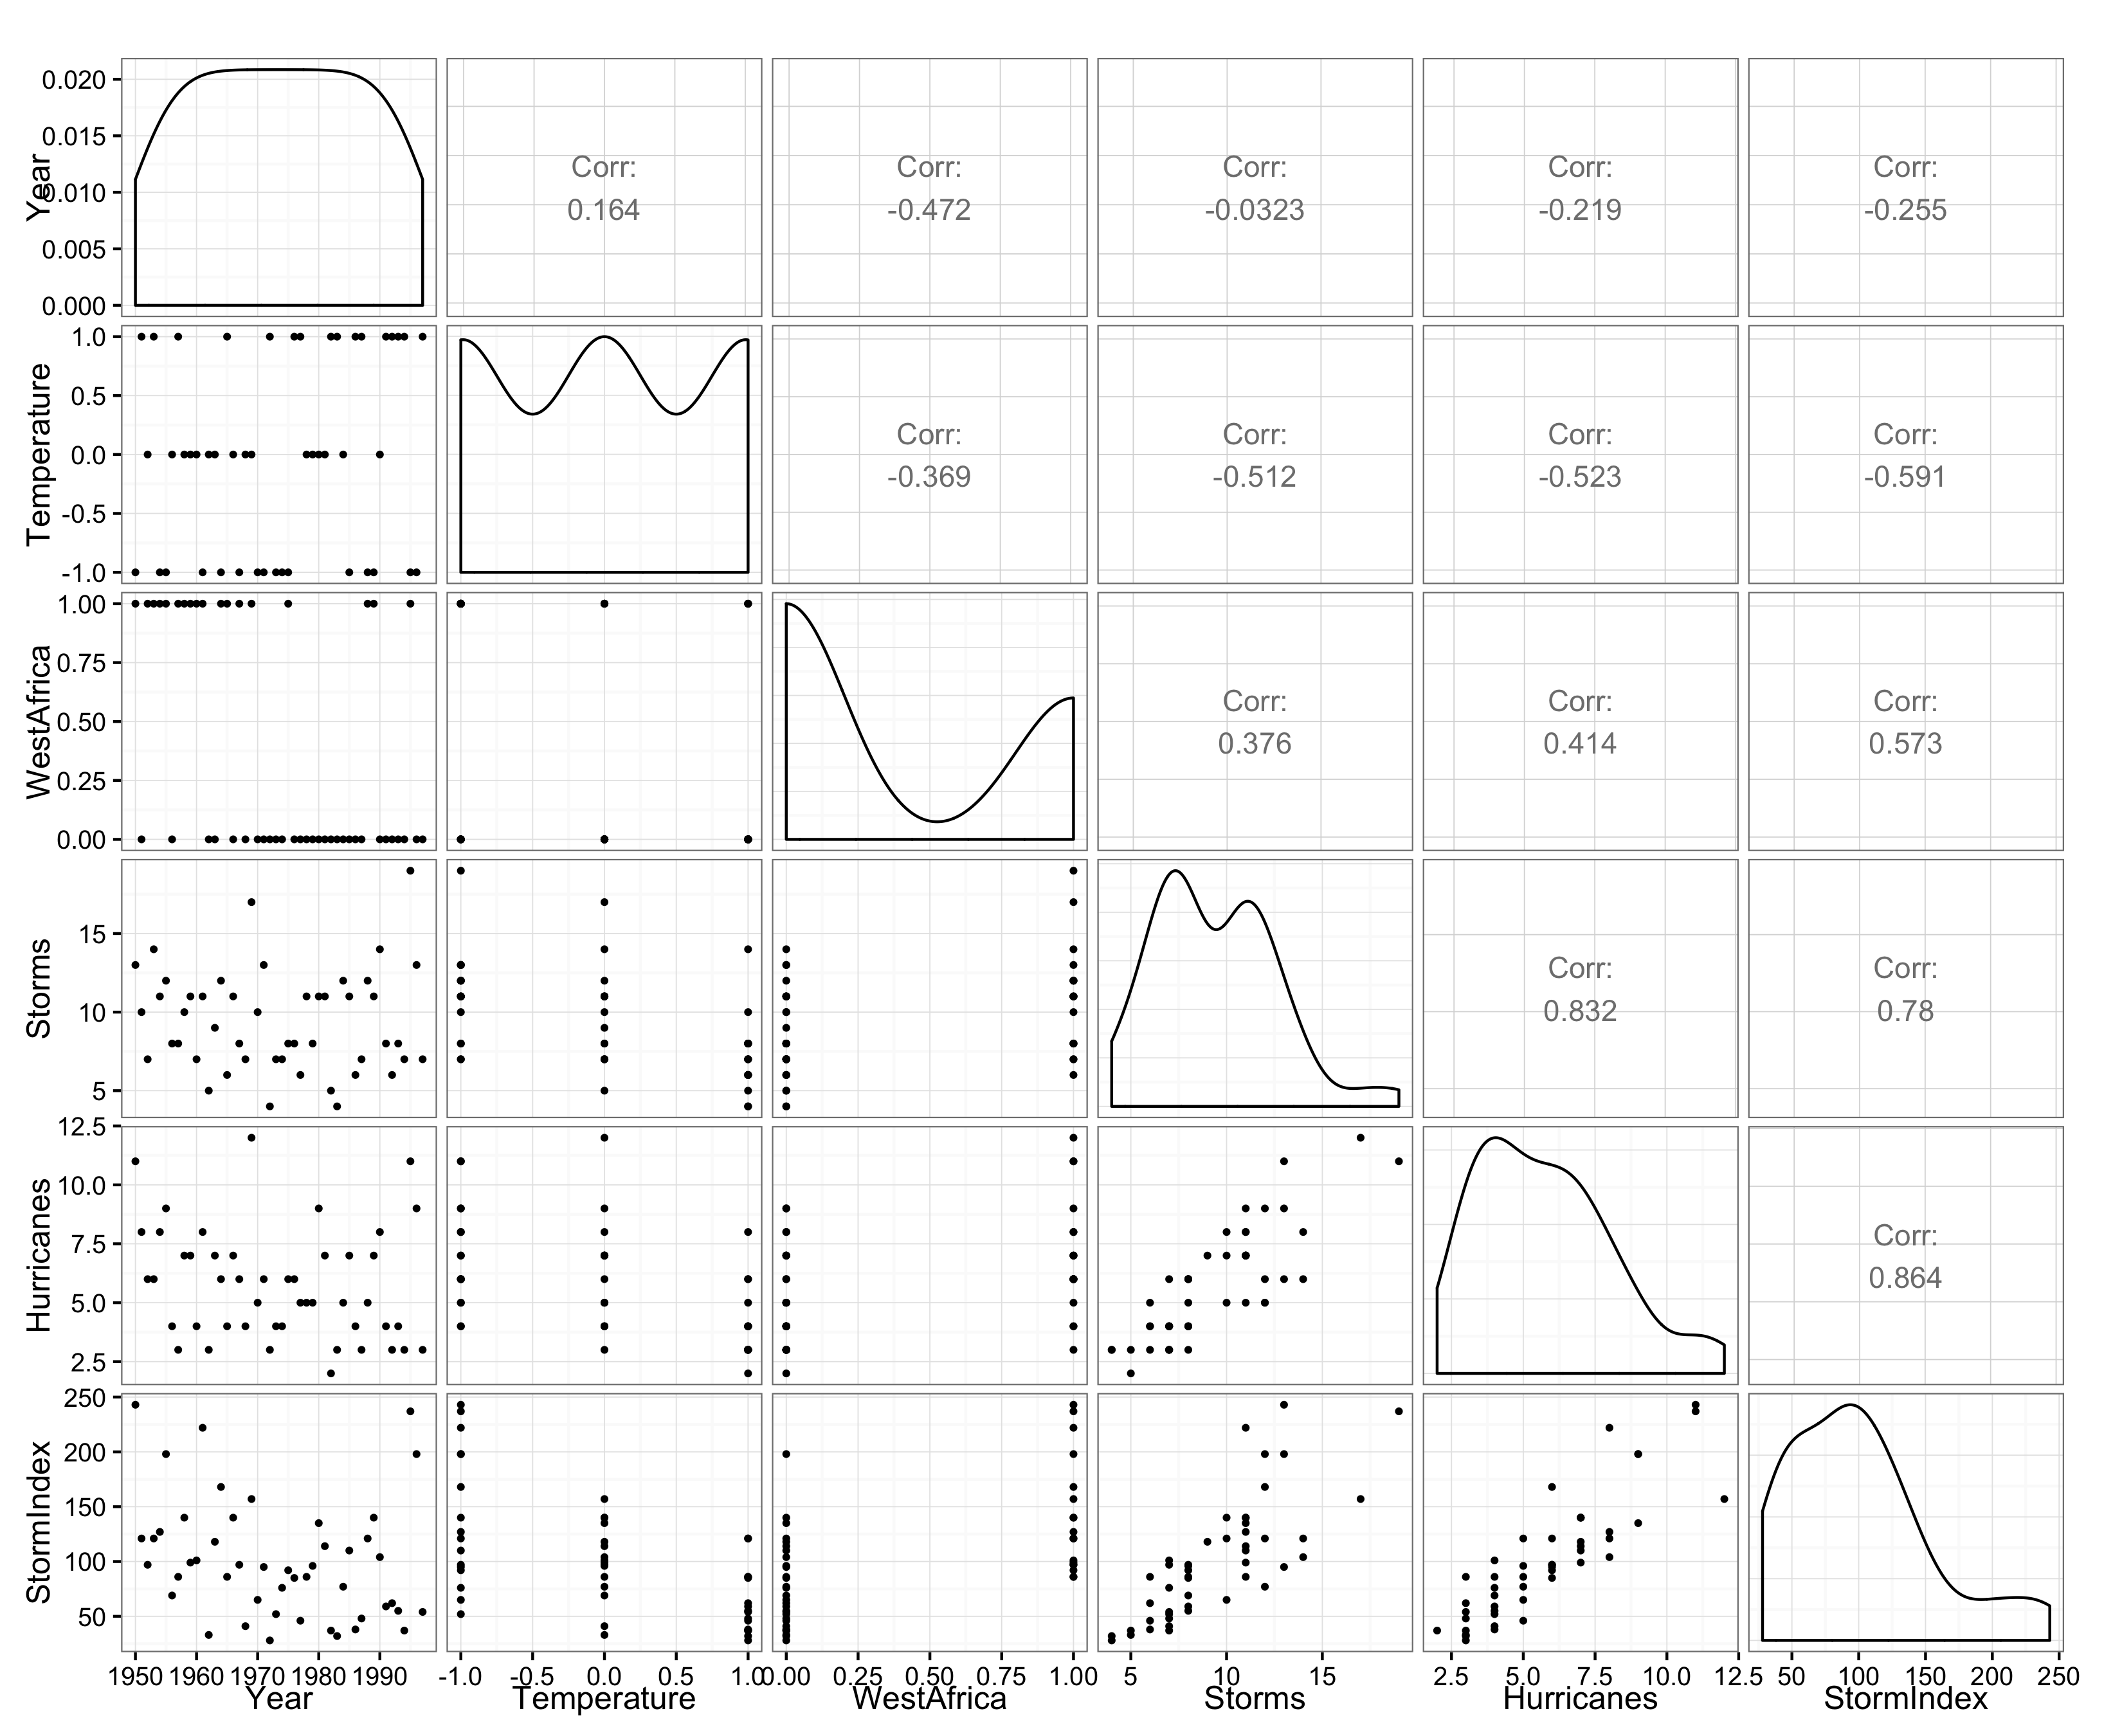 0.020
0.015
0.010
0.005
0.000
Year
Corr:
0.164
Corr:
-0.472
Corr:
-0.0323
Corr:
-0.219
Corr:
-0.255
1.0
0.5
0.0
-0.5
-1.0
Temperature
Corr:
-0.369
Corr:
-0.512
Corr:
-0.523
Corr:
-0.591
1.00
0.75
0.50
0.25
0.00
WestAfrica
Corr:
0.376
Corr:
0.414
Corr:
0.573
15
10
5
Storms
Corr:
0.832
Corr:
0.78
12.5
10.0
7.5
5.0
2.5
Hurricanes
Corr:
0.864
250
200
150
100
50
StormIndex
1950 1960 1970 1980 1990
-1.0 -0.5 0.0 0.5 1.0
0.00 0.25 0.50 0.75 1.00
5 10 15
2.5 5.0 7.5 10.0 12.5
50 100 150 200 250
Year Temperature WestAfrica Storms Hurricanes StormIndex